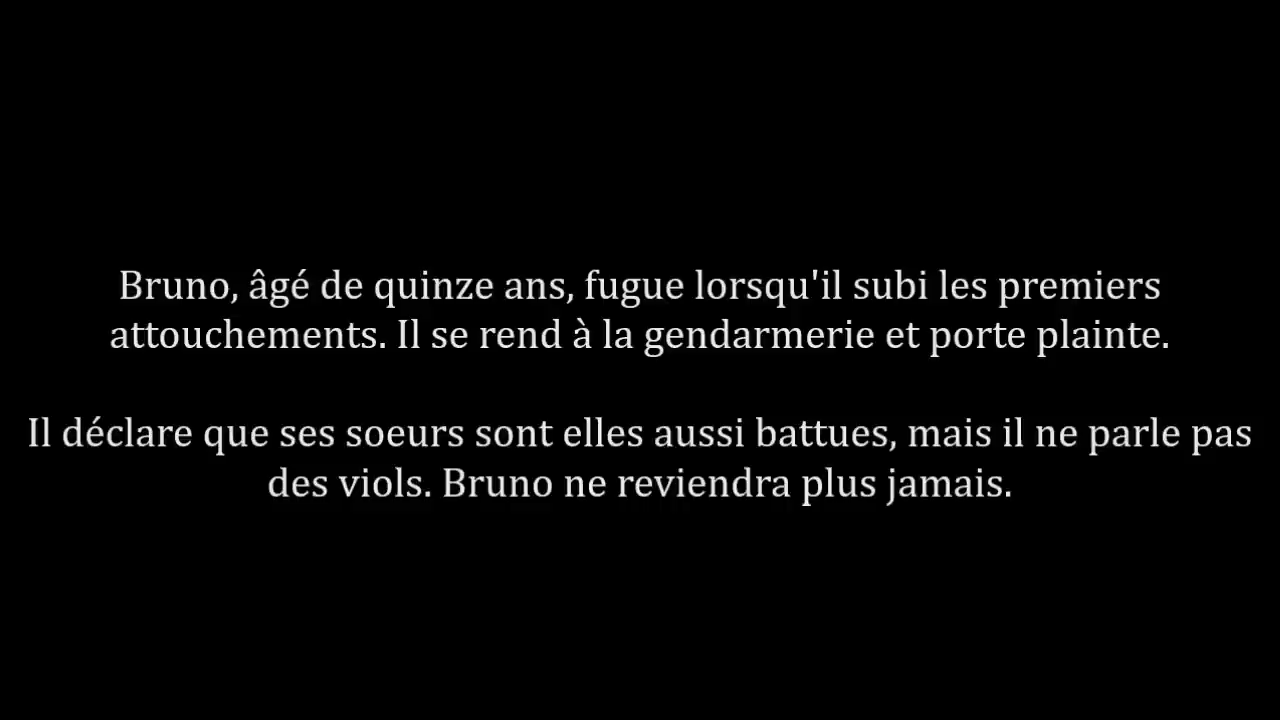 Bruno, âgé de quinze ans, fugue lorsqu'il subi les premiers
attouchements. Il se rend à la gendarmerie et porte plainte.
Il déclare que ses soeurs sont elles aussi battues, mais il ne parle pas
des viols. Bruno ne reviendra plus jamais.